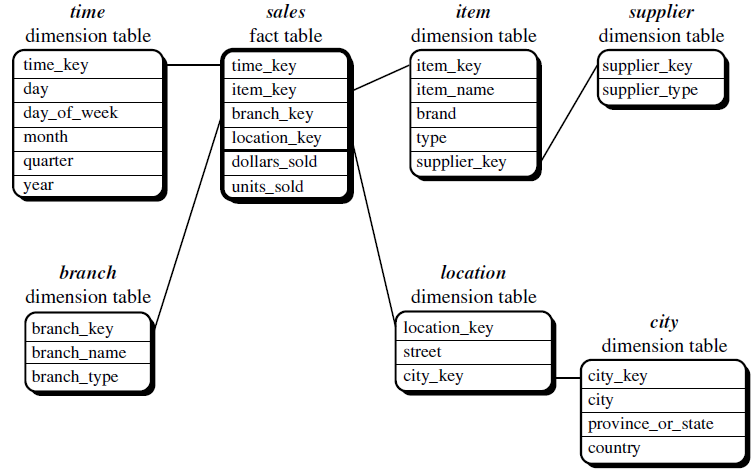 time
dimension table
time_key
day
day_of_week
month
quarter
year
sales
fact table
time_key
item_key
branch_key
location_key
dollars_sold
units_sold
item
dimension table
item_key
item_name
brand
type
supplier_key
supplier
dimension table
supplier_key
supplier_type
branch
dimension table
branch_key
branch_name
branch_type
location
dimension table
location_key
street
city_key
city
dimension table
city_key
city
province_or_state
country